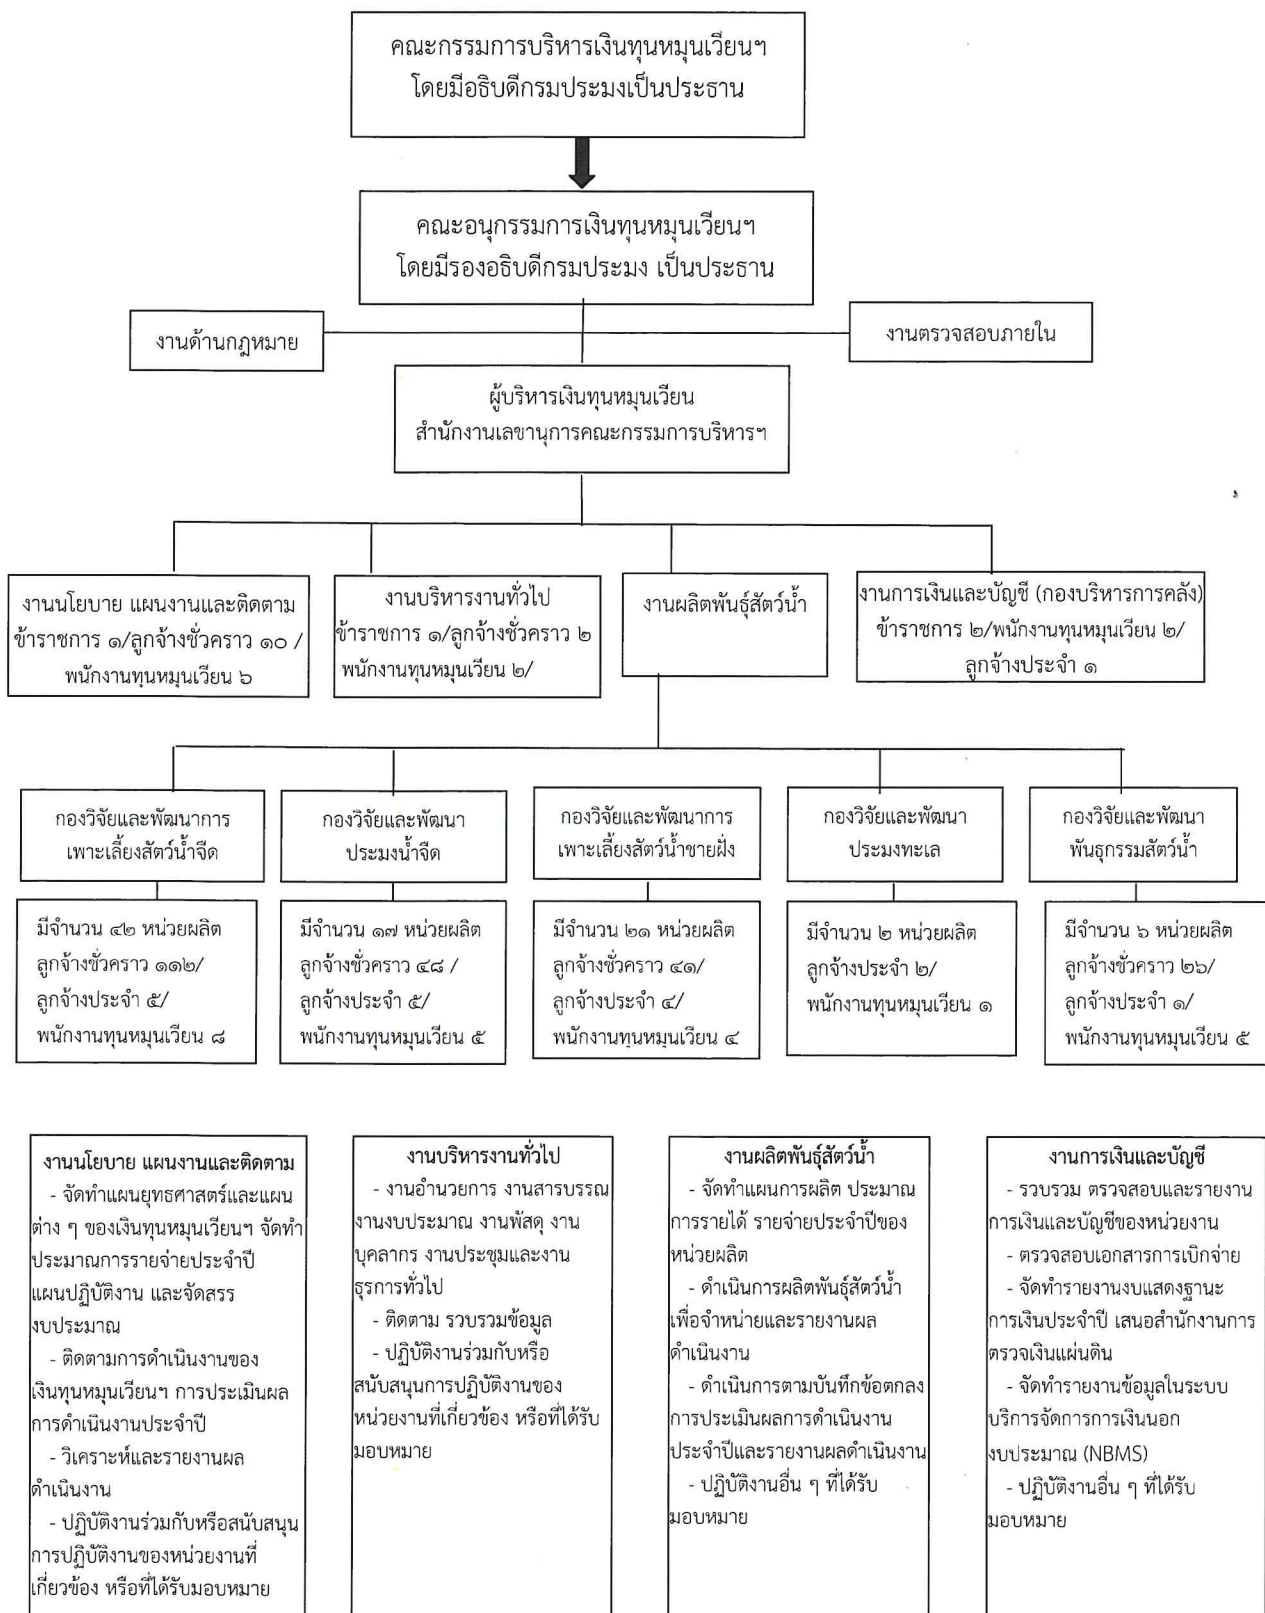 คณะกรรมการบริหารเงินทุนหมุนเวียนฯ
โดยมีอธิบดีกรมประมงเป็นประธาน
คณะอนุกรรมการเงินทุนหมุนเวียนฯ
โดยมีรองอธิบดีกรมประมง เป็นประธาน
งานด้านกฎหมาย
งานตรวจสอบภายใน
ผู้บริหารเงินทุนหมุนเวียน
สำนักงานเลขานุการคณะกรรมการบริหารฯ
งานนโยบาย แผนงานและติดตาม
ข้าราชการ ๑/ลูกจ้างชั่วคราว ๑๐ /
พนักงานทุนหมุนเวียน ๖
งานบริหารงานทั่วไป
ข้าราชการ ๑/ลูกจ้างชั่วคราว ๒
พนักงานทุนหมุนเวียน ๒/
งานผลิตพันธุ์สัตว์น้ำ
งานการเงินและบัญชี (กองบริหารการคลัง)
ข้าราชการ ๒/พนักงานทุนหมุนเวียน ๒/
ลูกจ้างประจำ ๑
กองวิจัยและพัฒนาการ
เพาะเลี้ยงสัตว์น้ำจืด
กองวิจัยและพัฒนา
ประมงน้ำจืด
กองวิจัยและพัฒนาการ
เพาะเลี้ยงสัตว์น้ำชายฝั่ง
กองวิจัยและพัฒนา
ประมงทะเล
กองวิจัยและพัฒนา
พันธุกรรมสัตว์น้ำ
มีจำนวน ๔๒ หน่วยผลิต
ลูกจ้างชั่วคราว ๑๑๒/
ลูกจ้างประจำ ๕/
พนักงานทุนหมุนเวียน ๘
มีจำนวน ๑๗ หน่วยผลิต
ลูกจ้างชั่วคราว ๔๘ /
ลูกจ้างประจำ ๕/
พนักงานทุนหมุนเวียน ๕
มีจำนวน ๒๑ หน่วยผลิต
ลูกจ้างชั่วคราว ๔๑/
ลูกจ้างประจำ ๔/
พนักงานทุนหมุนเวียน ๔
มีจำนวน ๒ หน่วยผลิต
ลูกจ้างประจำ ๒/
พนักงานทุนหมุนเวียน ๑
มีจำนวน ๖ หน่วยผลิต
ลูกจ้างชั่วคราว ๒๖/
ลูกจ้างประจำ ๑/
พนักงานทุนหมุนเวียน ๕
งานนโยบาย แผนงานและติดตาม
- จัดทำแผนยุทธศาสตร์และแผน
ต่าง ๆ ของเงินทุนหมุนเวียนฯ จัดทำ
ประมาณการรายจ่ายประจำปี
แผนปฏิบัติงาน และจัดสรร
งบประมาณ
- ติดตามการดำเนินงานของ
เงินทุนหมุนเวียนฯ การประเมินผล
การดำเนินงานประจำปี
- วิเคราะห์และรายงานผล
ดำเนินงาน
- ปฏิบัติงานร่วมกับหรือสนับสนุน
การปฏิบัติงานของหน่วยงานที่
เกี่ยวข้อง หรือที่ได้รับมอบหมาย
งานบริหารงานทั่วไป
- งานอำนวยการ งานสารบรรณ
งานงบประมาณ งานพัสดุ งาน
บุคลากร งานประชุมและงาน
ธุรการทั่วไป
- ติดตาม รวบรวมข้อมูล
- ปฏิบัติงานร่วมกับหรือ
สนับสนุนการปฏิบัติงานของ
หน่วยงานที่เกี่ยวข้อง หรือที่ได้รับ
มอบหมาย
งานผลิตพันธุ์สัตว์น้ำ
- จัดทำแผนการผลิต ประมาณ
การรายได้ รายจ่ายประจำปีของ
หน่วยผลิต
- ดำเนินการผลิตพันธุ์สัตว์น้ำ
เพื่อจำหน่ายและรายงานผล
ดำเนินงาน
- ดำเนินการตามบันทึกข้อตกลง
การประเมินผลการดำเนินงาน
ประจำปีและรายงานผลดำเนินงาน
- ปฏิบัติงานอื่น ๆ ที่ได้รับ
มอบหมาย
งานการเงินและบัญชี
- รวบรวม ตรวจสอบและรายงาน
การเงินและบัญชีของหน่วยงาน
- ตรวจสอบเอกสารการเบิกจ่าย
- จัดทำรายงานงบแสดงฐานะ
การเงินประจำปี เสนอสำนักงานการ
ตรวจเงินแผ่นดิน
- จัดทำรายงานข้อมูลในระบบ
บริการจัดการการเงินนอก
งบประมาณ (NBMS)
- ปฏิบัติงานอื่น ๆ ที่ได้รับ
มอบหมาย